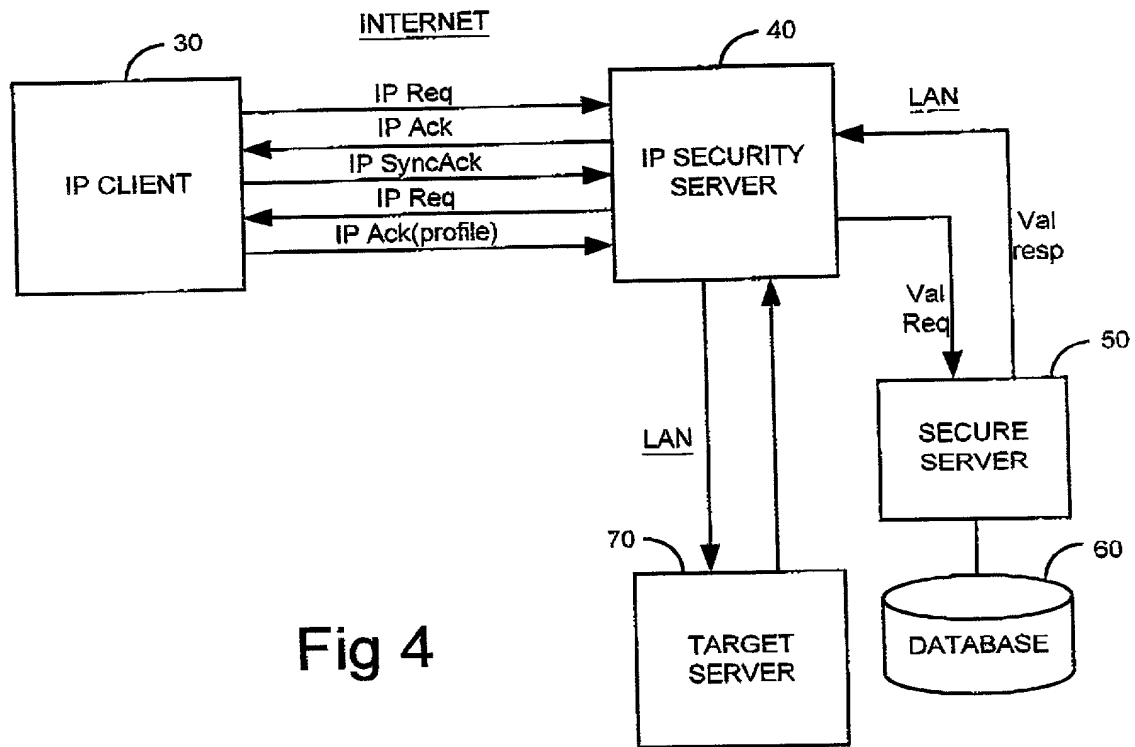 INTERNET
30
40
IP Req
IP Ack
IP SyncAck
IP Req
IP Ack(profile)
IP CLIENT
IP SECURITY
SERVER
LAN
Val
resp
Val
Req
50
SECURE
SERVER
LAN
70
60
TARGET
SERVER
DATABASE
Fig 4